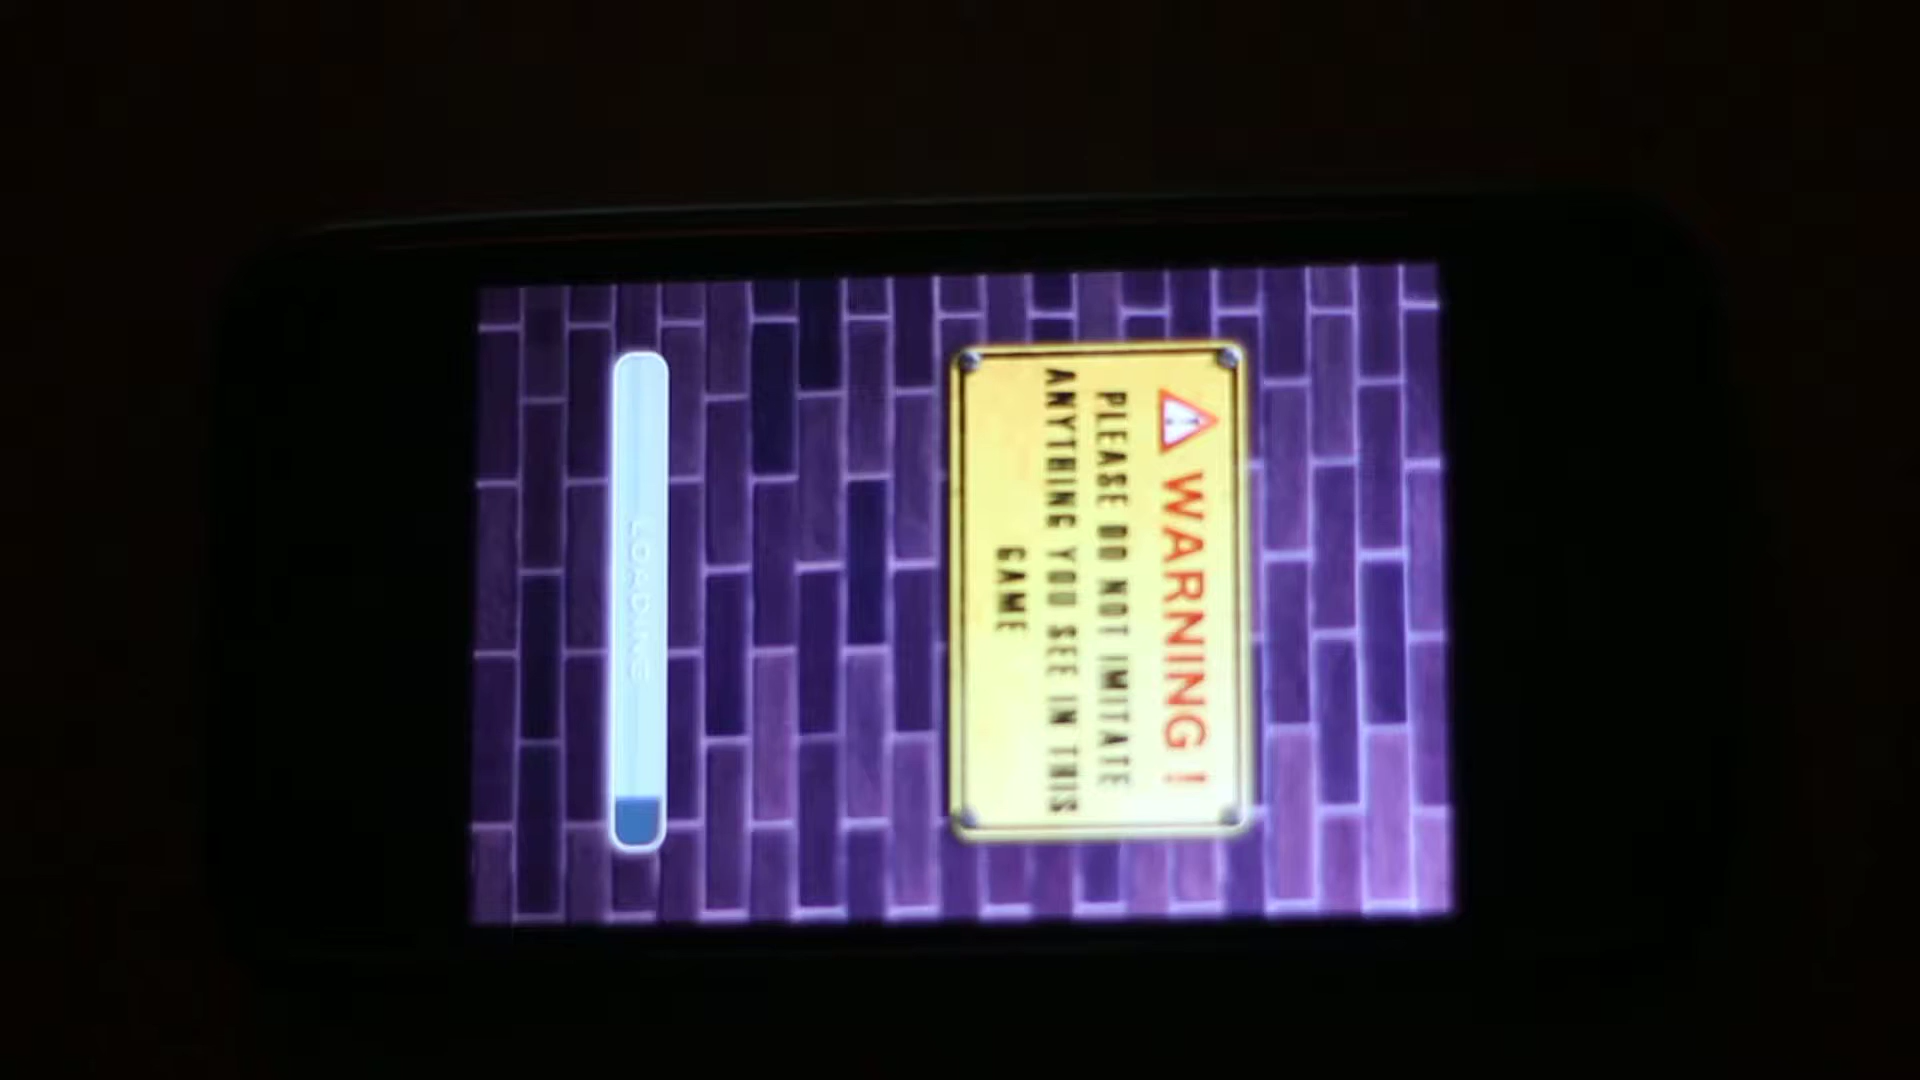 WARNING!
PLEASE DO NOT IMITATE
ANYTHING YOU SEE IN THIS
GAME
LOADING